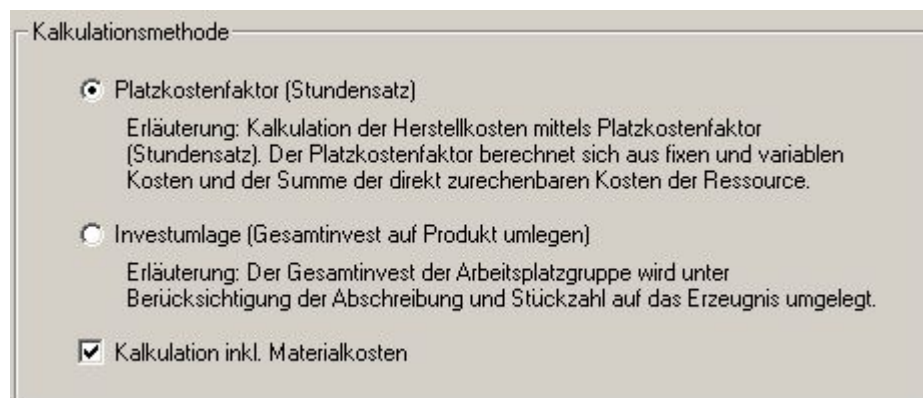 Kalkulationsmethode
Platzkostenfaktor (Stundensatz)
Erläuterung: Kalkulation der Herstellkosten mittels Platzkostenfaktor
(Stundensatz). Der Platzkostenfaktor berechnet sich aus fixen und variablen
Kosten und der Summe der direkt zurechenbaren Kosten der Ressource.
Investumlage (Gesamtinvest auf Produkt umlegen)
Erläuterung: Der Gesamtinvest der Arbeitsplatzgruppe wird unter
Berücksichtigung der Abschreibung und Stückzahl auf das Erzeugnis umgelegt.
Kalkulation inkl. Materialkosten